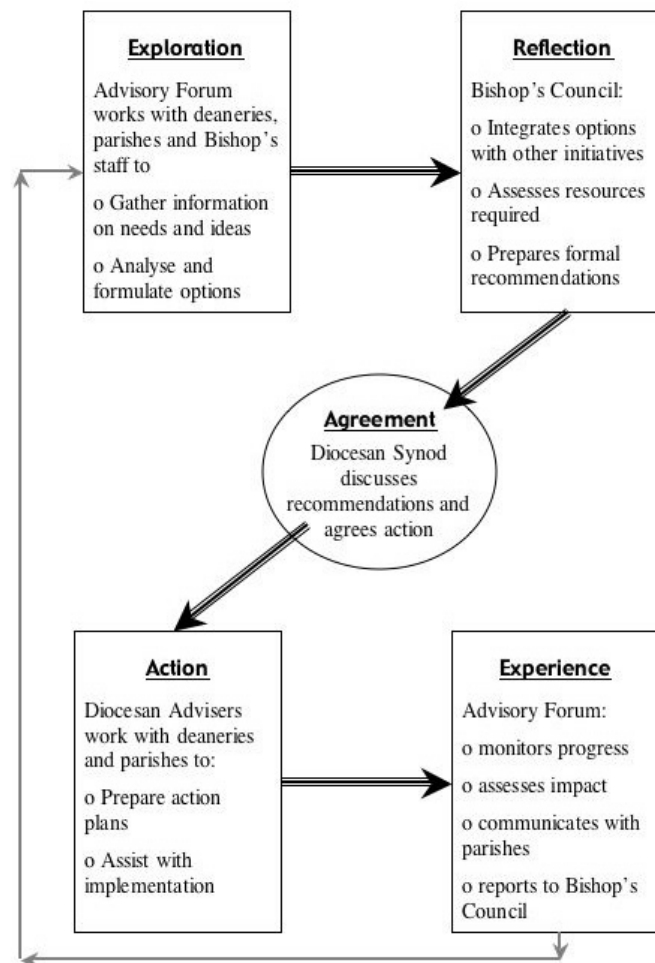 Exploration
Advisory Forum
works with deaneries,
parishes and Bishop's
staff to
o Gather information
on needs and ideas
o Analyse and
formulate options
Reflection
Bishop's Council:
o Integrates options
with other initiatives
o Assesses resources
required
o Prepares formal
recommendations
Agreement
Diocesan Synod
discusses
recommendations and
agrees action
Action
Diocesan Advisers
work with deaneries
and parishes to:
o Prepare action
plans
o Assist with
implementation
Experience
Advisory Forum:
o monitors progress
o assesses impact
o communicates with
parishes
o reports to Bishop's
Council